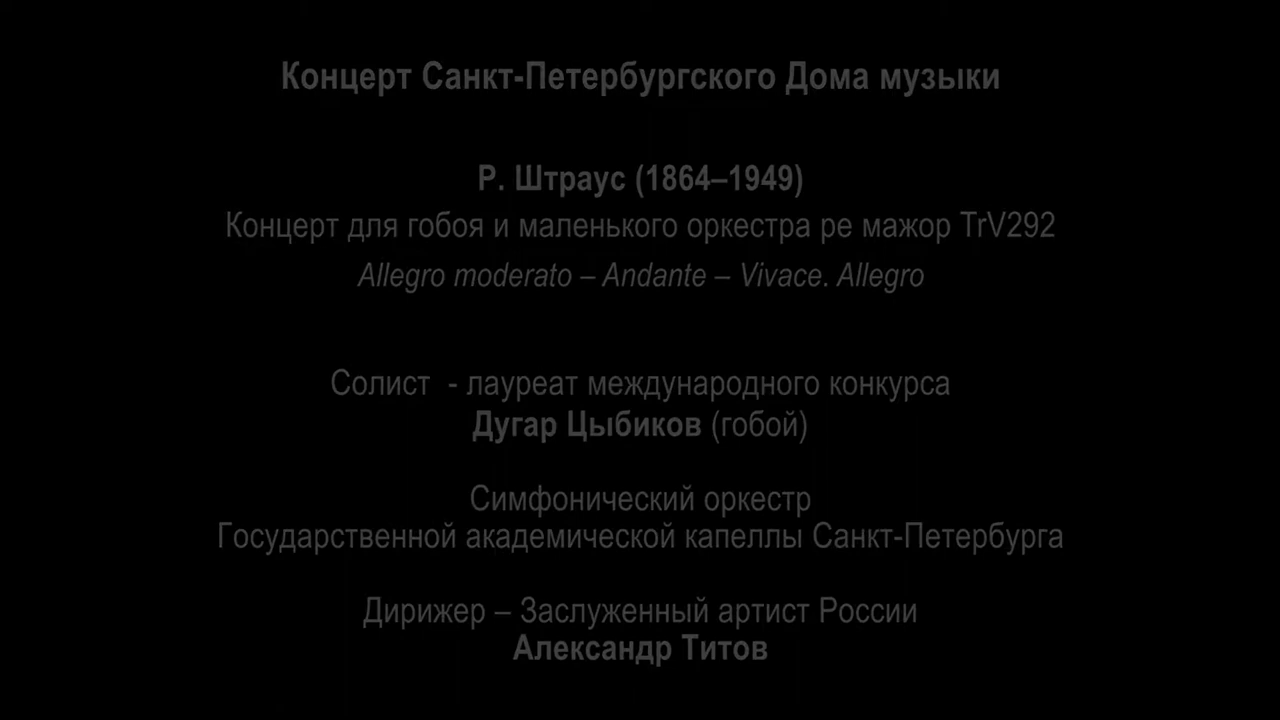 Концерт Санкт-Петербургского Дома музыки
Р. Штраус (1864–1949)
Концерт для гобоя и маленького оркестра ре мажор TrV292
Allegro moderato – Andante – Vivace. Allegro
Солист - лауреат международного конкурса
Дугар Цыбиков (гобой)
Симфонический оркестр
Государственной академической капеллы Санкт-Петербурга
Дирижер – Заслуженный артист России
Александр Титов